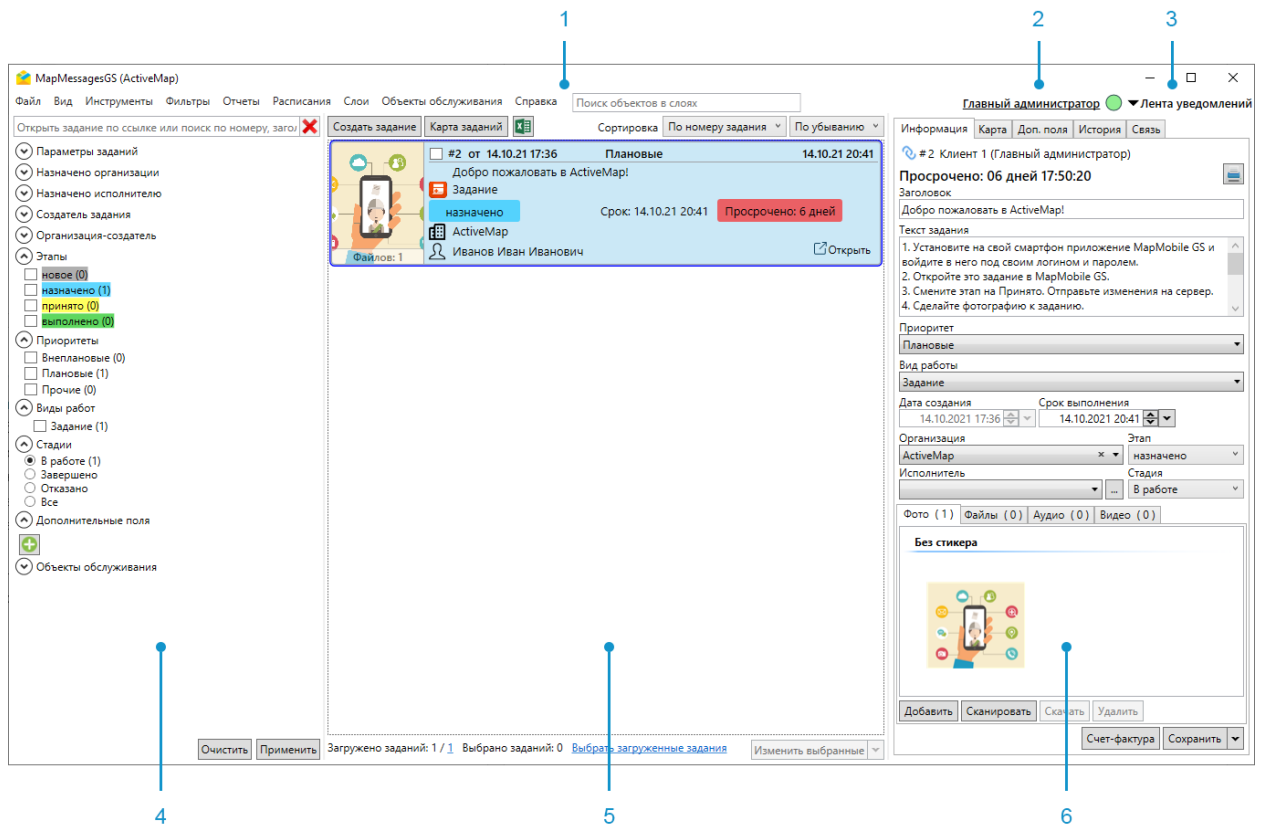 1 2 3
MapMessagesGS (ActiveMap)
Файл Вид Инструменты Фильтры Отчеты Расписания Слои Объекты обслуживания Справка Поиск объектов в слоях
Главный администратор Лента уведомлений
Открыть задание по ссылке или поиск по номеру, заго
Параметры заданий
Назначено организации
Назначено исполнителю
Создатель задания
Организация-создатель
Этапы
новое (0)
назначено (1)
принято (0)
выполнено (0)
Приоритеты
Внеплановые (0)
Плановые (1)
Прочие (0)
Виды работ
Задание (1)
Стадии
В работе (1)
Завершено
Отказано
Все
Дополнительные поля
Объекты обслуживания
Очистить Применить
Создать задание Карта заданий Сортировка По номеру задания По убыванию
#2 от 14.10.21 17:36 Плановые 14.10.21 20:41
Добро пожаловать в ActiveMap!
Задание
назначено Срок: 14.10.21 20:41 Просрочено: 6 дней
ActiveMap
Иванов Иван Иванович
Файлов: 1
Открыть
Загружено заданий: 1 / 1 Выбрано заданий: 0 Выбрать загруженные задания Изменить выбранные
Информация Карта Доп. поля История Связь
# 2 Клиент 1 (Главный администратор)
Просрочено: 06 дней 17:50:20
Заголовок
Добро пожаловать в ActiveMap!
Текст задания
1. Установите на свой смартфон приложение MapMobile GS и
войдите в него под своим логином и паролем.
2. Откройте это задание в MapMobile GS.
3. Смените этап на Принято. Отправьте изменения на сервер.
4. Сделайте фотографию к заданию.
Приоритет
Плановые
Вид работы
Задание
Дата создания Срок выполнения
14.10.2021 17:36 14.10.2021 20:41
Организация Этап
ActiveMap назначено
Исполнитель Стадия
... В работе
Фото (1) Файлы (0) Аудио (0) Видео (0)
Без стикера
Добавить Сканировать Скачать Удалить
Счет-фактура Сохранить
4 5 6